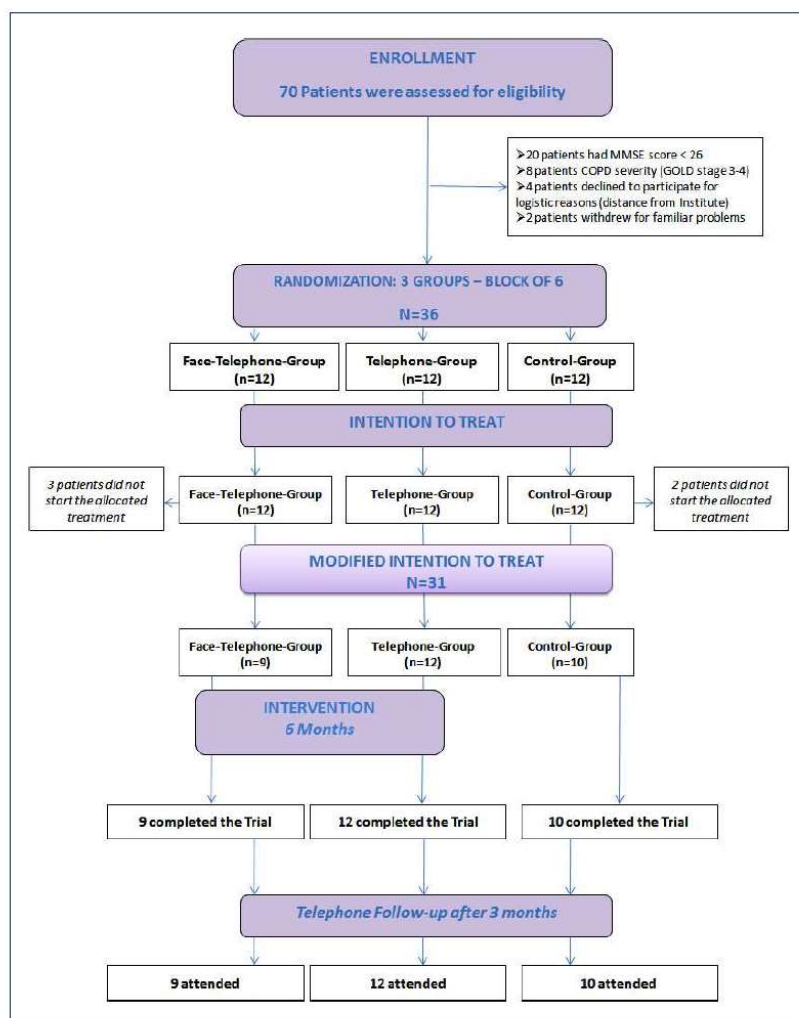 ENROLLMENT
70 Patients were assessed for eligibility
➤20 patients had MMSE score < 26
➤8 patients COPD severity (GOLD stage 3-4)
➤4 patients declined to participate for
logistic reasons (distance from Institute)
➤2 patients withdrew for familiar problems
RANDOMIZATION: 3 GROUPS – BLOCK OF 6
N=36
Face-Telephone-Group
(n=12)
Telephone-Group
(n=12)
Control-Group
(n=12)
INTENTION TO TREAT
3 patients did not
start the allocated
treatment
Face-Telephone-Group
(n=12)
Telephone-Group
(n=12)
Control-Group
(n=12)
2 patients did not
start the allocated
treatment
MODIFIED INTENTION TO TREAT
N=31
Face-Telephone-Group
(n=9)
Telephone-Group
(n=12)
Control-Group
(n=10)
INTERVENTION
6 Months
9 completed the Trial
12 completed the Trial
10 completed the Trial
Telephone Follow-up after 3 months
9 attended
12 attended
10 attended